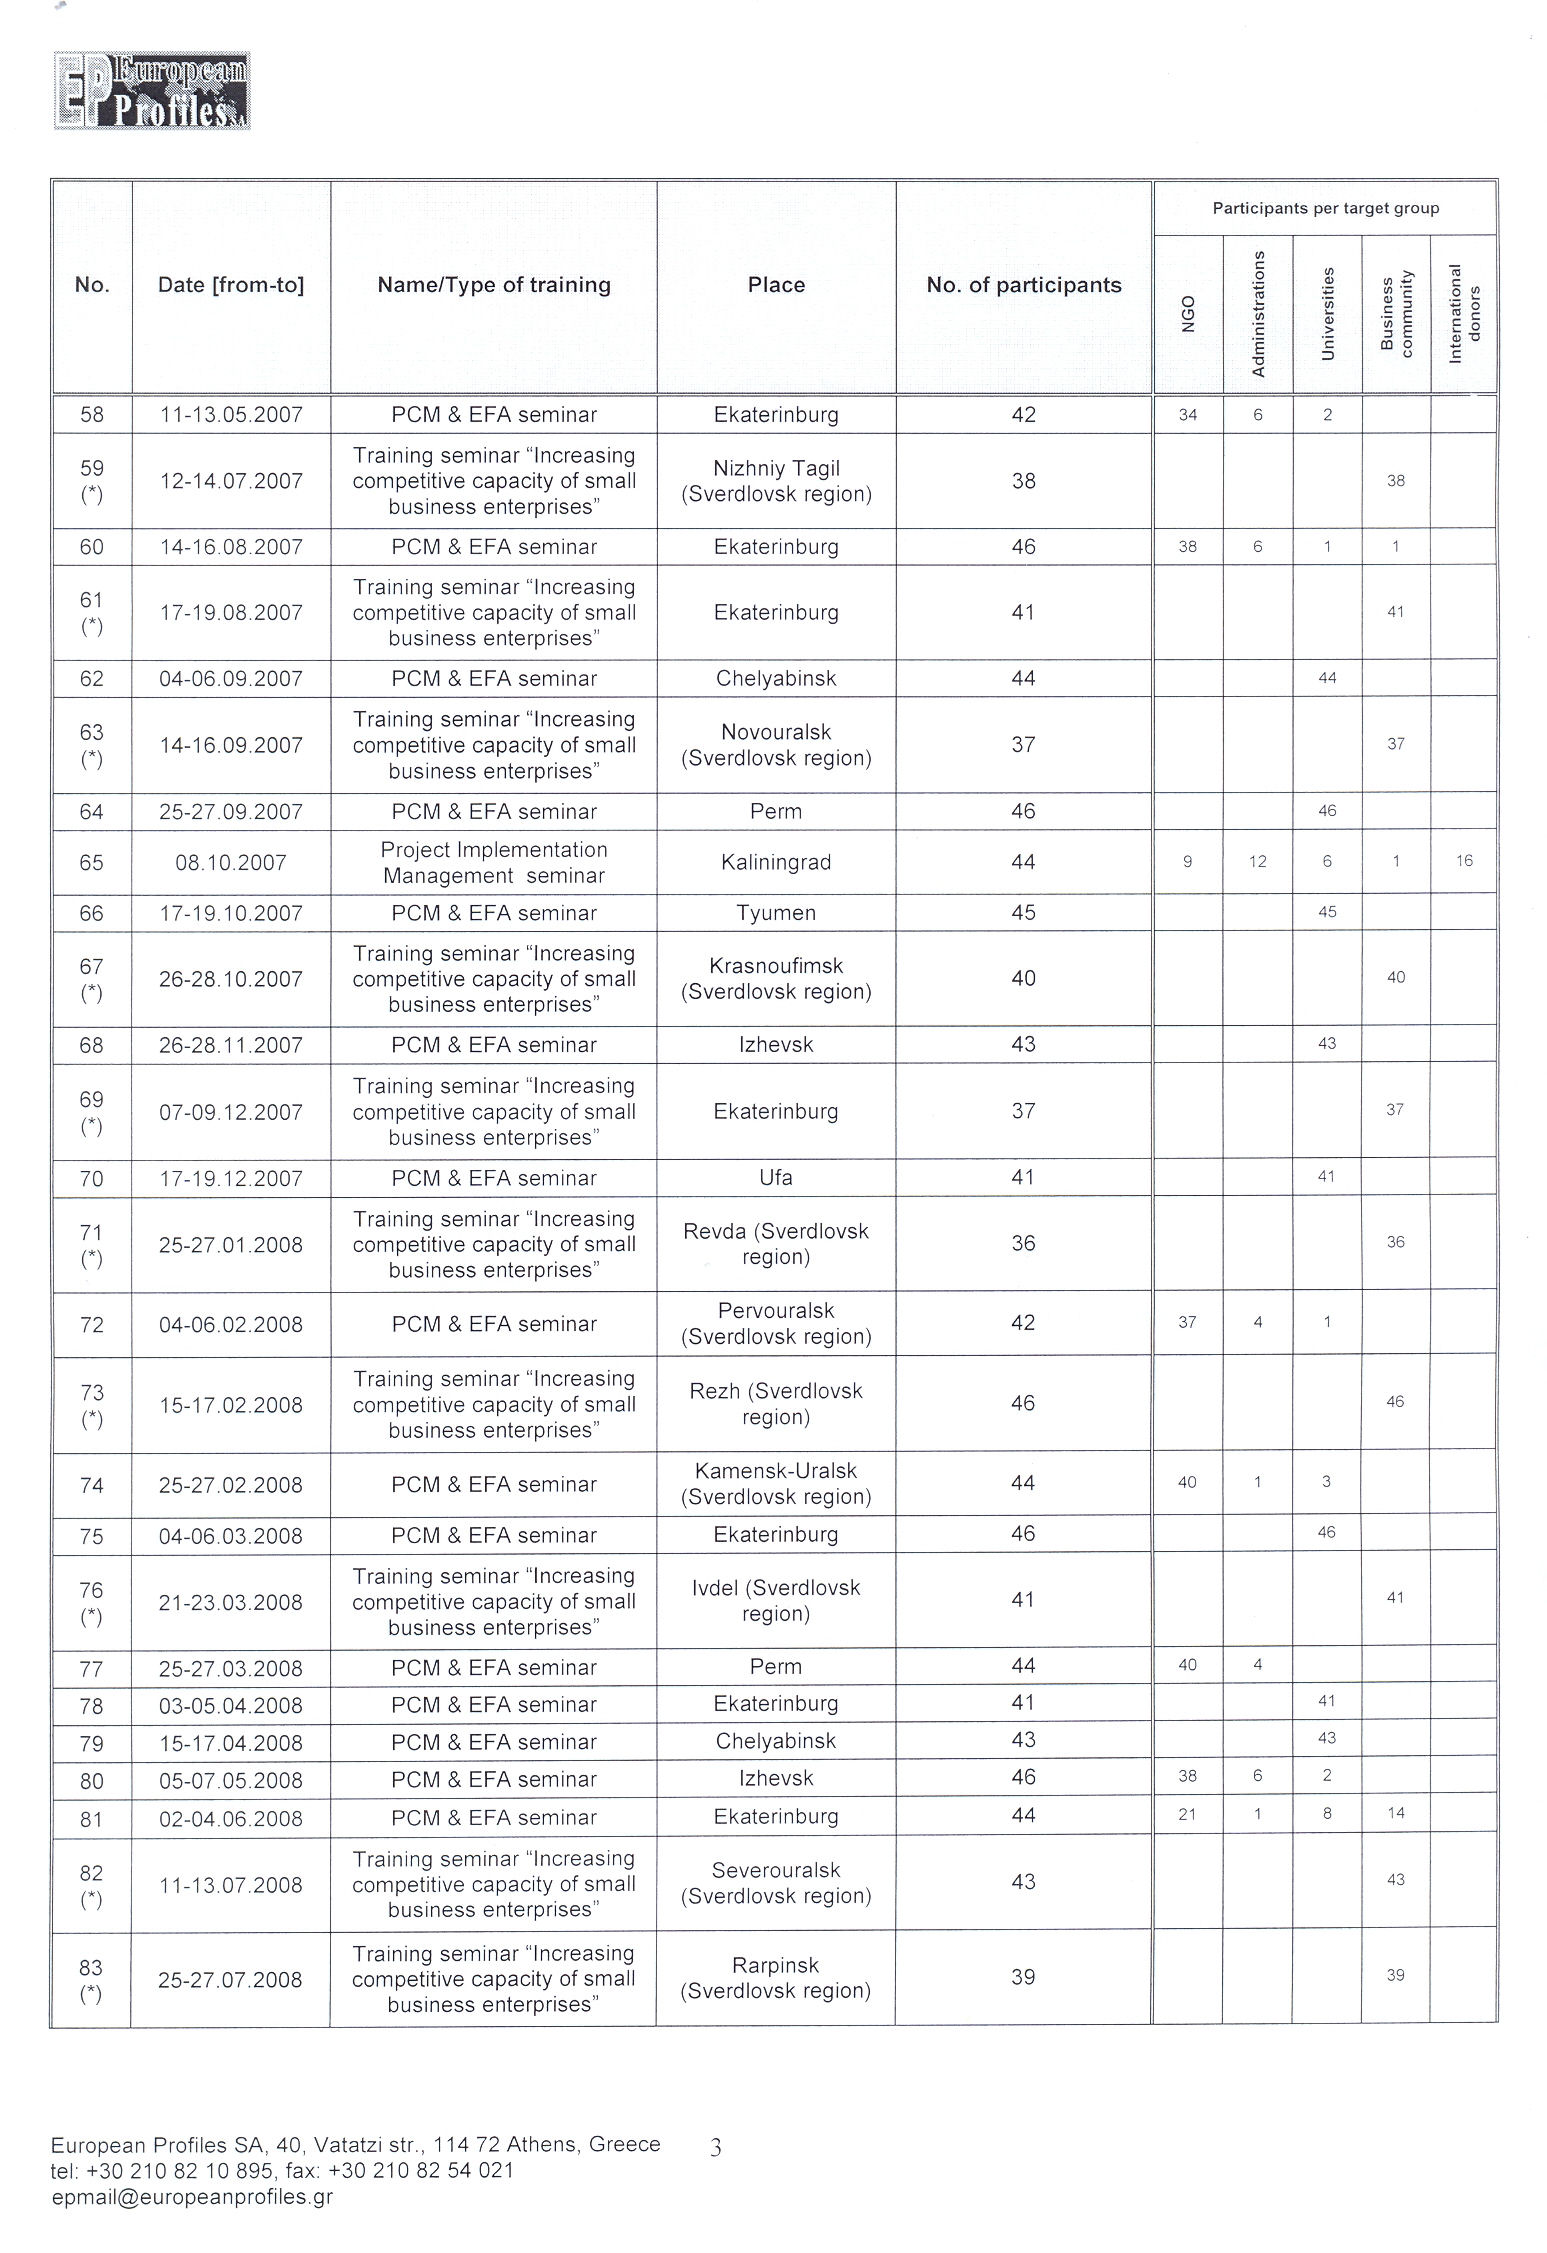 EP European
Profiles SA
Participants per target group
No.
Date [from-to]
Name/Type of training
Place
No. of participants
NGO
Administrations
Universities
Business
community
International
donors
58 11-13.05.2007 PCM & EFA seminar Ekaterinburg 42 34 6 2
59
(*)
12-14.07.2007
Training seminar “Increasing
competitive capacity of small
business enterprises”
Nizhniy Tagil
(Sverdlovsk region)
38 38
60 14-16.08.2007 PCM & EFA seminar Ekaterinburg 46 38 6 1 1
61
(*)
17-19.08.2007
Training seminar “Increasing
competitive capacity of small
business enterprises”
Ekaterinburg
41 41
62 04-06.09.2007 PCM & EFA seminar Chelyabinsk 44 44
63
(*)
14-16.09.2007
Training seminar “Increasing
competitive capacity of small
business enterprises”
Novouralsk
(Sverdlovsk region)
37 37
64 25-27.09.2007 PCM & EFA seminar Perm 46 46
65 08.10.2007
Project Implementation
Management seminar
Kaliningrad 44 9 12 6 1 16
66 17-19.10.2007 PCM & EFA seminar Tyumen 45 45
67
(*)
26-28.10.2007
Training seminar “Increasing
competitive capacity of small
business enterprises”
Krasnoufimsk
(Sverdlovsk region)
40 40
68 26-28.11.2007 PCM & EFA seminar Izhevsk 43 43
69
(*)
07-09.12.2007
Training seminar “Increasing
competitive capacity of small
business enterprises”
Ekaterinburg
37 37
70 17-19.12.2007 PCM & EFA seminar Ufa 41 41
71
(*)
25-27.01.2008
Training seminar “Increasing
competitive capacity of small
business enterprises”
Revda (Sverdlovsk
region)
36 36
72 04-06.02.2008 PCM & EFA seminar
Pervouralsk
(Sverdlovsk region)
42 37 4 1
73
(*)
15-17.02.2008
Training seminar “Increasing
competitive capacity of small
business enterprises”
Rezh (Sverdlovsk
region)
46 46
74 25-27.02.2008 PCM & EFA seminar
Kamensk-Uralsk
(Sverdlovsk region)
44 40 1 3
75 04-06.03.2008 PCM & EFA seminar Ekaterinburg 46 46
76
(*)
21-23.03.2008
Training seminar “Increasing
competitive capacity of small
business enterprises”
Ivdel (Sverdlovsk
region)
41 41
77 25-27.03.2008 PCM & EFA seminar Perm 44 40 4
78 03-05.04.2008 PCM & EFA seminar Ekaterinburg 41 41
79 15-17.04.2008 PCM & EFA seminar Chelyabinsk 43 43
80 05-07.05.2008 PCM & EFA seminar Izhevsk 46 38 6 2
81 02-04.06.2008 PCM & EFA seminar Ekaterinburg 44 21 1 8 14
82
(*)
11-13.07.2008
Training seminar “Increasing
competitive capacity of small
business enterprises”
Severouralsk
(Sverdlovsk region)
43 43
83
(*)
25-27.07.2008
Training seminar “Increasing
competitive capacity of small
business enterprises”
Rarpinsk
(Sverdlovsk region)
39 39
European Profiles SA, 40, Vatatzi str., 114 72 Athens, Greece 3
tel: +30 210 82 10 895, fax: +30 210 82 54 021
epmail@europeanprofiles.gr